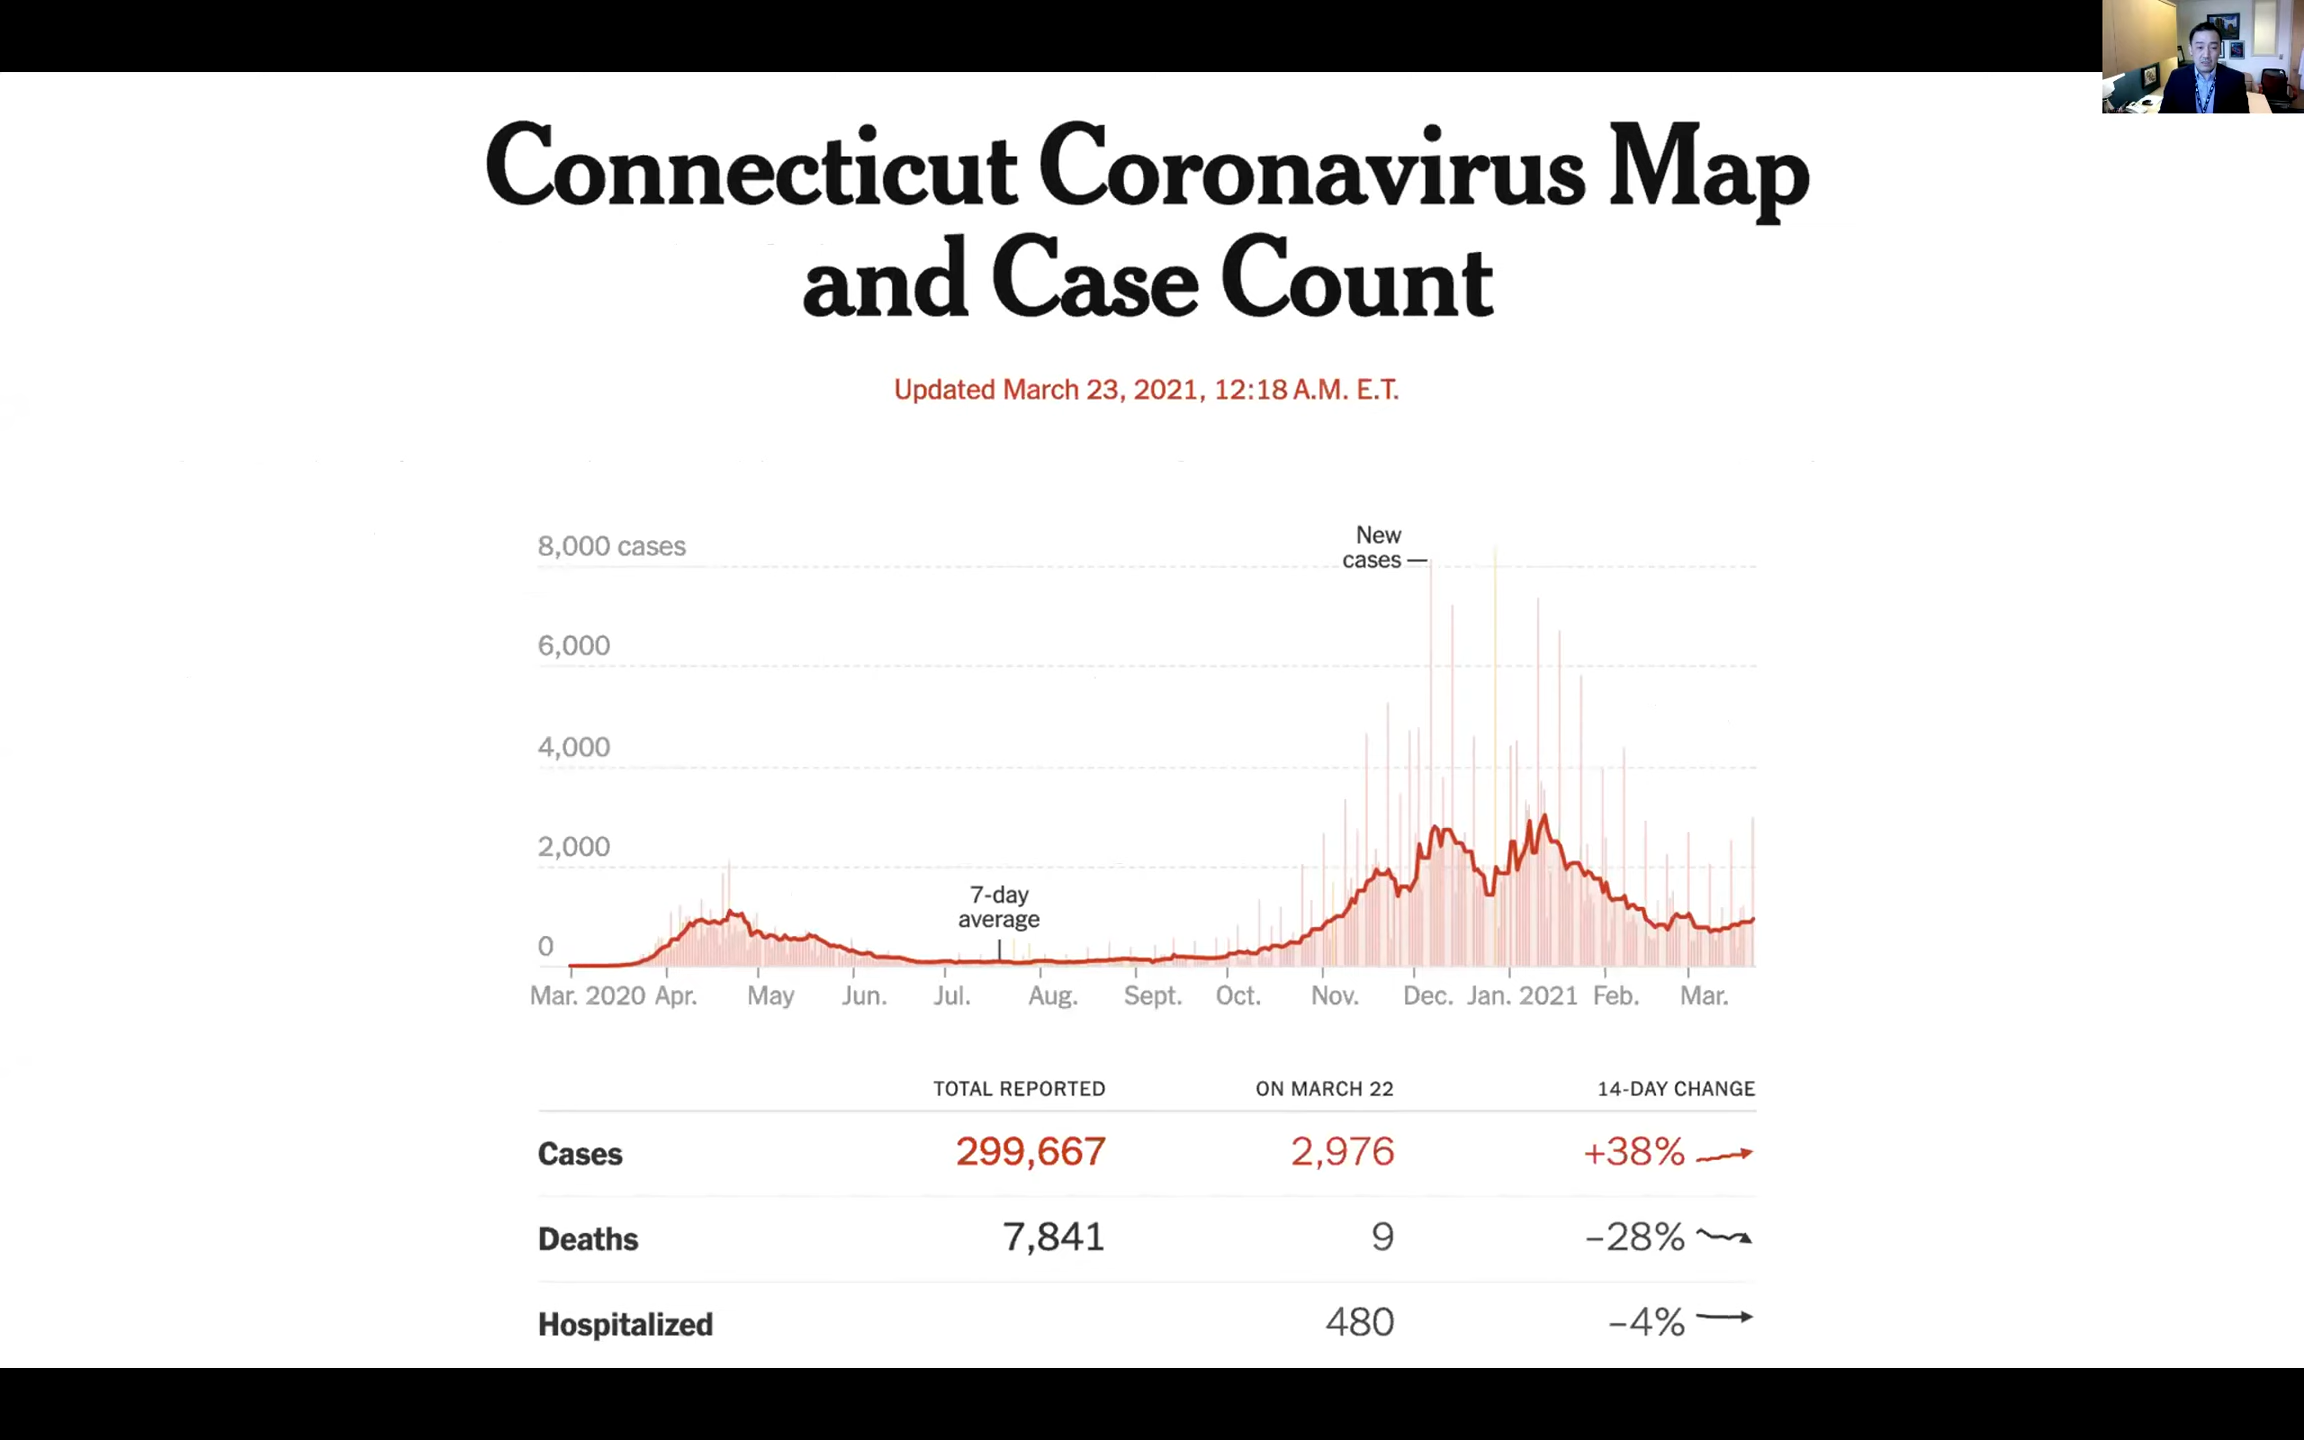 Connecticut Coronavirus Map
and Case Count
Updated March 23, 2021, 12:18 A.M. E.T.
8,000 cases
New
cases
6,000
4,000
2,000
7-day
average
0
Mar. 2020 Apr. May Jun. Jul. Aug. Sept. Oct. Nov. Dec. Jan. 2021 Feb. Mar.
TOTAL REPORTED ON MARCH 22 14-DAY CHANGE
Cases 299,667 2,976 +38%
Deaths 7,841 9 –28%
Hospitalized 480 –4%